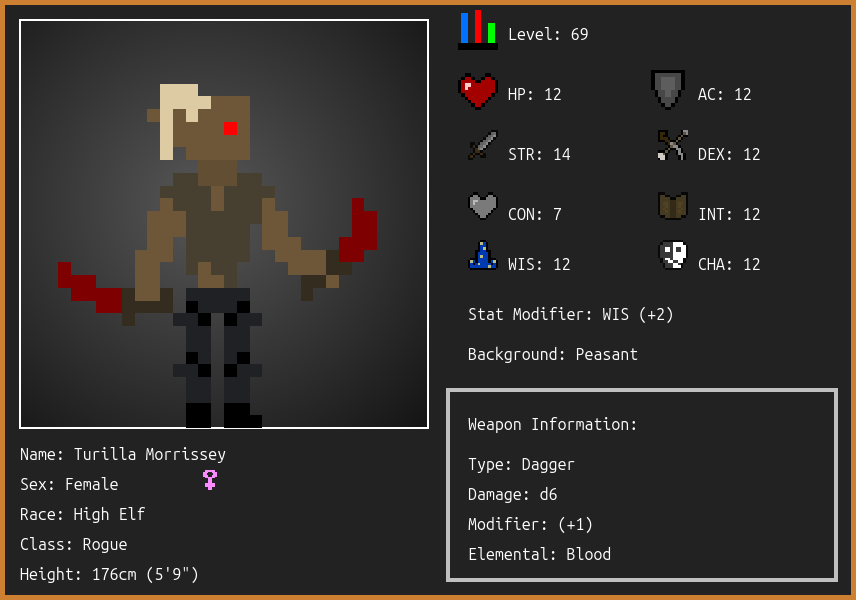 Level: 69
HP: 12
AC: 12
STR: 14
DEX: 12
CON: 7
INT: 12
WIS: 12
CHA: 12
Stat Modifier: WIS (+2)
Background: Peasant
Weapon Information:
Type: Dagger
Damage: d6
Modifier: (+1)
Elemental: Blood
Name: Turilla Morrissey
Sex: Female
Race: High Elf
Class: Rogue
Height: 176cm (5'9")